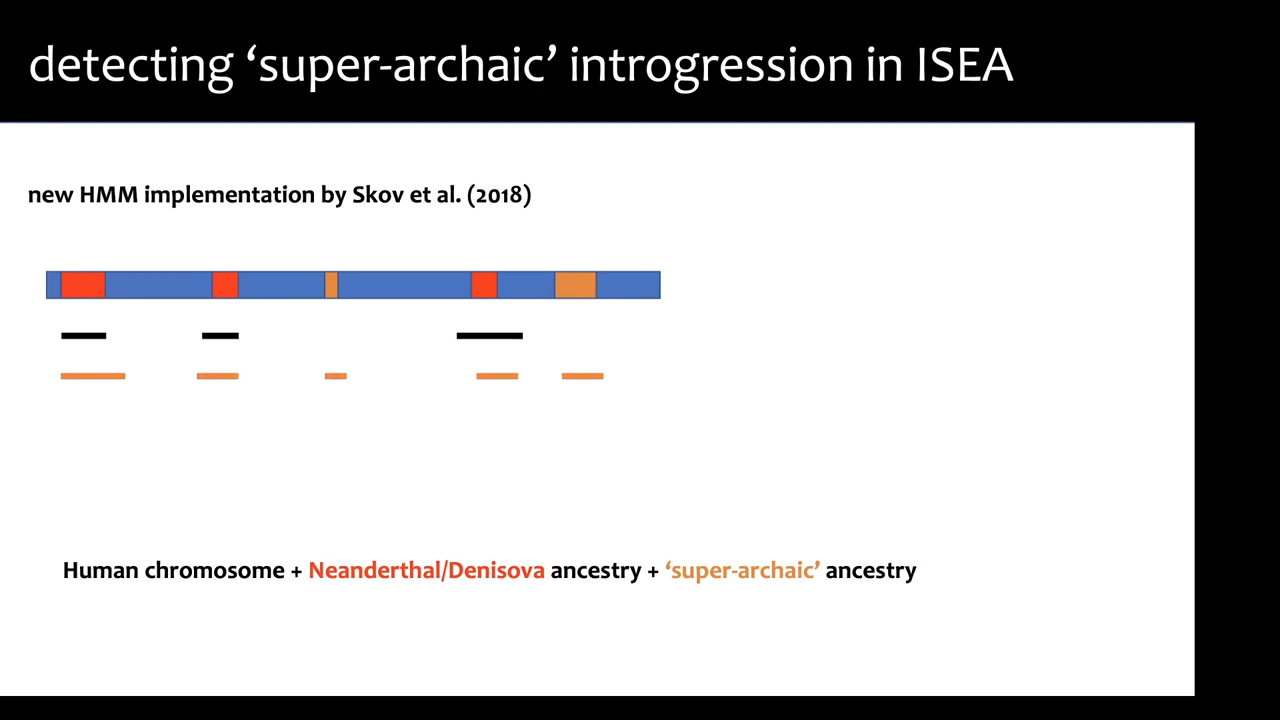 detecting ‘super-archaic’ introgression in ISEA
new HMM implementation by Skov et al. (2018)
Human chromosome + Neanderthal/Denisova ancestry + ‘super-archaic’ ancestry